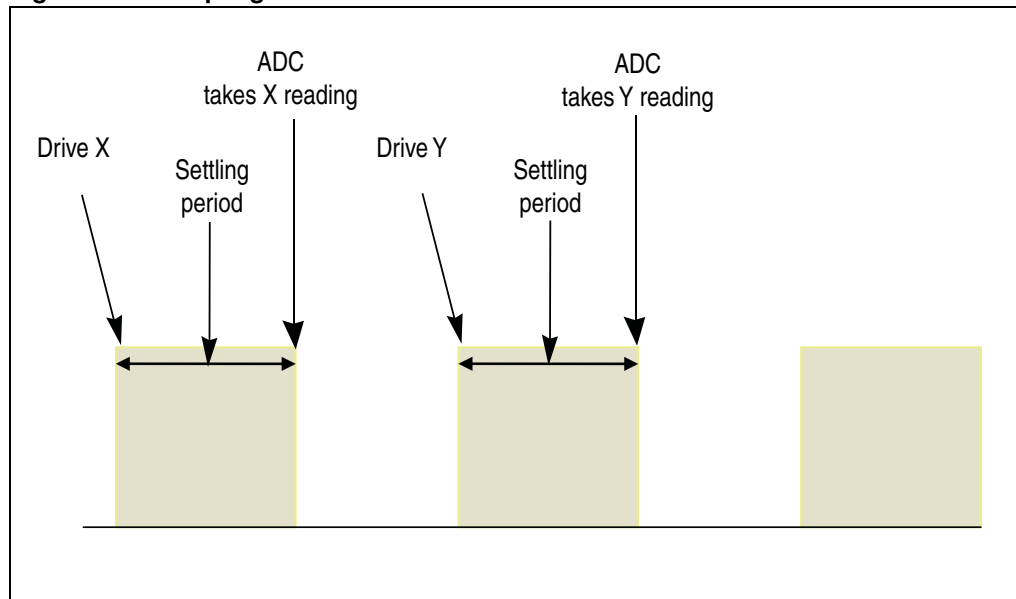 ADC
takes X reading
Drive X
Settling
period
ADC
takes Y reading
Drive Y
Settling
period